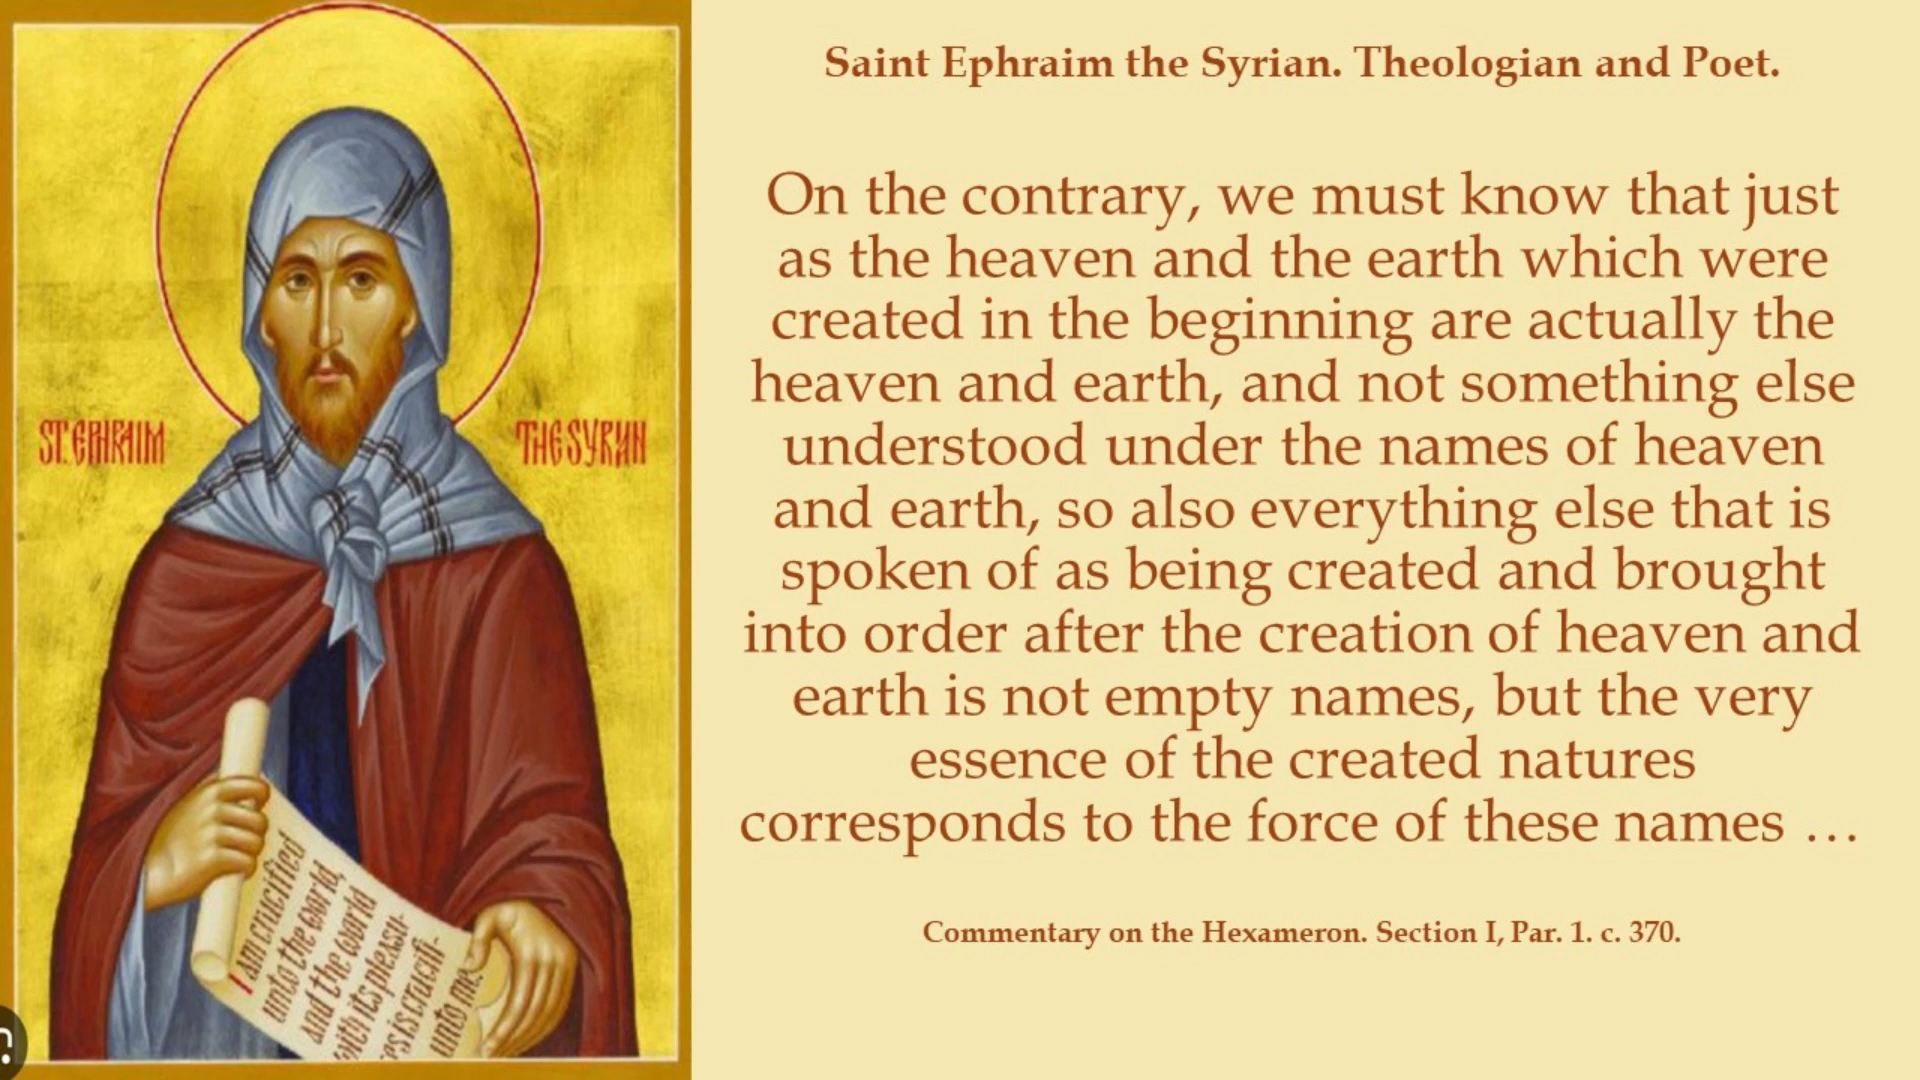 Saint Ephraim the Syrian. Theologian and Poet.
On the contrary, we must know that just
as the heaven and the earth which were
created in the beginning are actually the
heaven and earth, and not something else
understood under the names of heaven
and earth, so also everything else that is
spoken of as being created and brought
into order after the creation of heaven and
earth is not empty names, but the very
essence of the created natures
corresponds to the force of these names …
Commentary on the Hexameron. Section I, Par. 1. c. 370.
ST. EPHRAIM
THE SYRIAN
I am crucified
unto the world,
and the world
with its pleasu-
res is crucifi-
unto me,